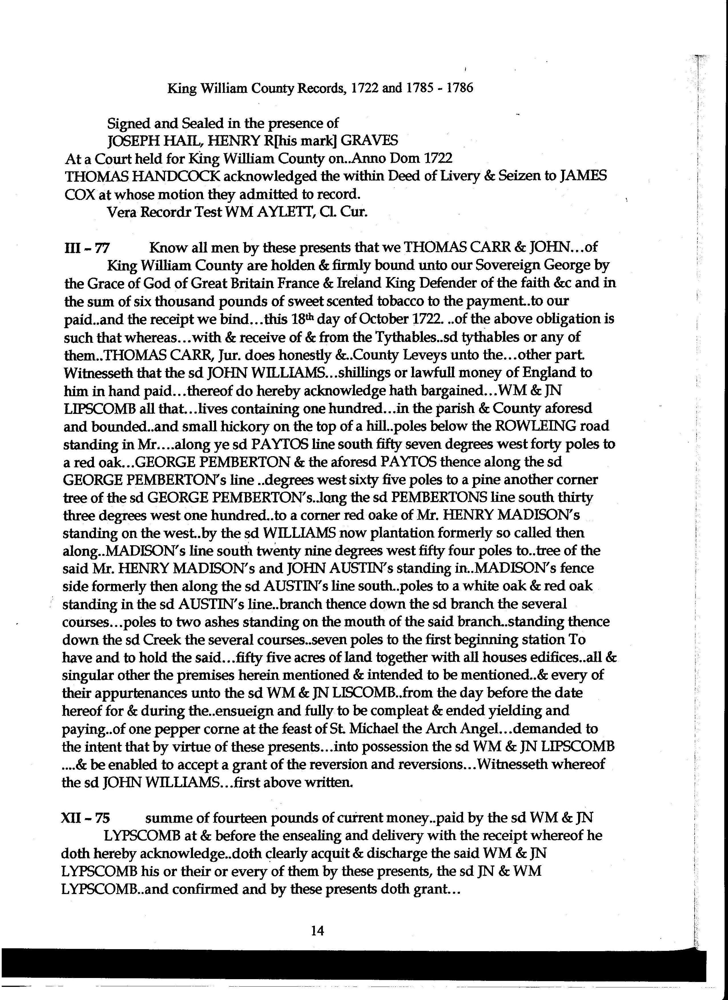 King William County Records, 1722 and 1785 - 1786
Signed and Sealed in the presence of
JOSEPH HAIL, HENRY R[his mark] GRAVES
At a Court held for King William County on..Anno Dom 1722
THOMAS HANDCOCK acknowledged the within Deed of Livery & Seizen to JAMES
COX at whose motion they admitted to record.
Vera Recordr Test WM AYLETT, Cl. Cur.
III – 77 Know all men by these presents that we THOMAS CARR & JOHN...of
King William County are holden & firmly bound unto our Sovereign George by
the Grace of God of Great Britain France & Ireland King Defender of the faith &c and in
the sum of six thousand pounds of sweet scented tobacco to the payment..to our
paid..and the receipt we bind...this 18th day of October 1722. ..of the above obligation is
such that whereas...with & receive of & from the Tythables..sd tythables or any of
them..THOMAS CARR, Jur. does honestly &..County Leveys unto the...other part.
Witnesseth that the sd JOHN WILLIAMS...shillings or lawfull money of England to
him in hand paid...thereof do hereby acknowledge hath bargained...WM & JN
LIPSCOMB all that...lives containing one hundred...in the parish & County aforesd
and bounded..and small hickory on the top of a hill..poles below the ROWLEING road
standing in Mr....along ye sd PAYTOS line south fifty seven degrees west forty poles to
a red oak...GEORGE PEMBERTON & the aforesd PAYTOS thence along the sd
GEORGE PEMBERTON's line ..degrees west sixty five poles to a pine another corner
tree of the sd GEORGE PEMBERTON's..long the sd PEMBERTONS line south thirty
three degrees west one hundred..to a corner red oake of Mr. HENRY MADISON's
standing on the west..by the sd WILLIAMS now plantation formerly so called then
along..MADISON's line south twenty nine degrees west fifty four poles to..tree of the
said Mr. HENRY MADISON's and JOHN AUSTIN's standing in..MADISON's fence
side formerly then along the sd AUSTIN's line south..poles to a white oak & red oak
standing in the sd AUSTIN's line..branch thence down the sd branch the several
courses...poles to two ashes standing on the mouth of the said branch..standing thence
down the sd Creek the several courses..seven poles to the first beginning station To
have and to hold the said...fifty five acres of land together with all houses edifices..all &
singular other the premises herein mentioned & intended to be mentioned..& every of
their appurtenances unto the sd WM & JN LISCOMB..from the day before the date
hereof for & during the..ensueign and fully to be compleat & ended yielding and
paying..of one pepper corne at the feast of St. Michael the Arch Angel...demanded to
the intent that by virtue of these presents...into possession the sd WM & JN LIPSCOMB
....& be enabled to accept a grant of the reversion and reversions...Witnesseth whereof
the sd JOHN WILLIAMS...first above written.
XII – 75 summe of fourteen pounds of current money..paid by the sd WM & JN
LYPSCOMB at & before the ensealing and delivery with the receipt whereof he
doth hereby acknowledge..doth clearly acquit & discharge the said WM & JN
LYPSCOMB his or their or every of them by these presents, the sd JN & WM
LYPSCOMB..and confirmed and by these presents doth grant...
14